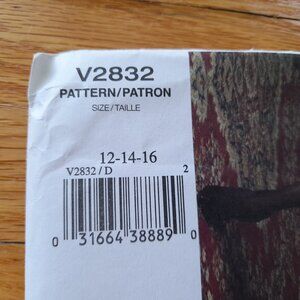 V2832
PATTERN/PATRON
SIZE/TAILLE
12-14-16
V2832/D 2
0 31664 38889 0